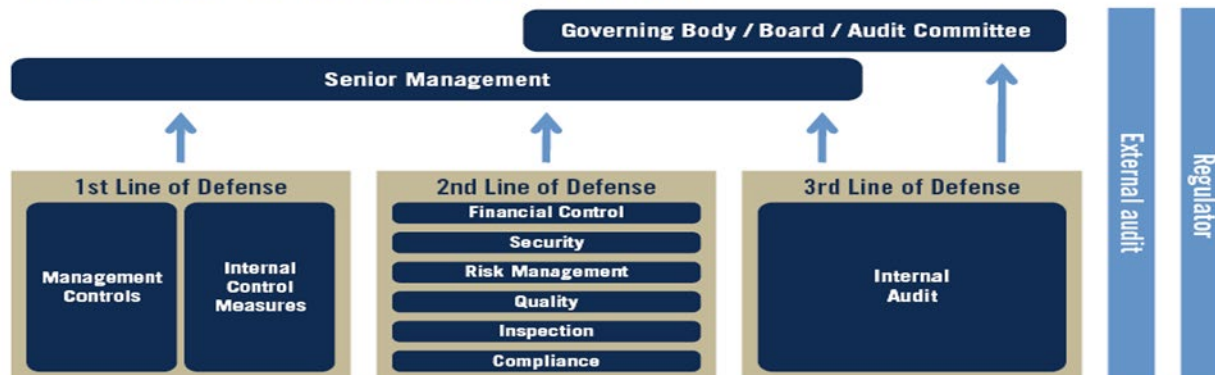 Governing Body / Board / Audit Committee
Senior Management
1st Line of Defense
Management
Controls
Internal
Control
Measures
2nd Line of Defense
Financial Control
Security
Risk Management
Quality
Inspection
Compliance
3rd Line of Defense
Internal
Audit
External audit
Regulator